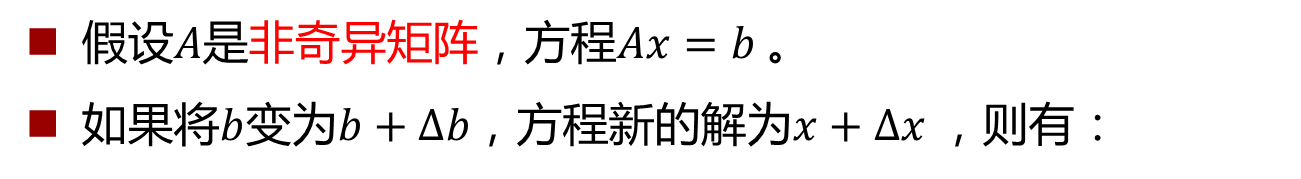 假设A是非奇异矩阵，方程Ax = b 。
如果将b变为b + Δb，方程新的解为x + Δx ，则有：